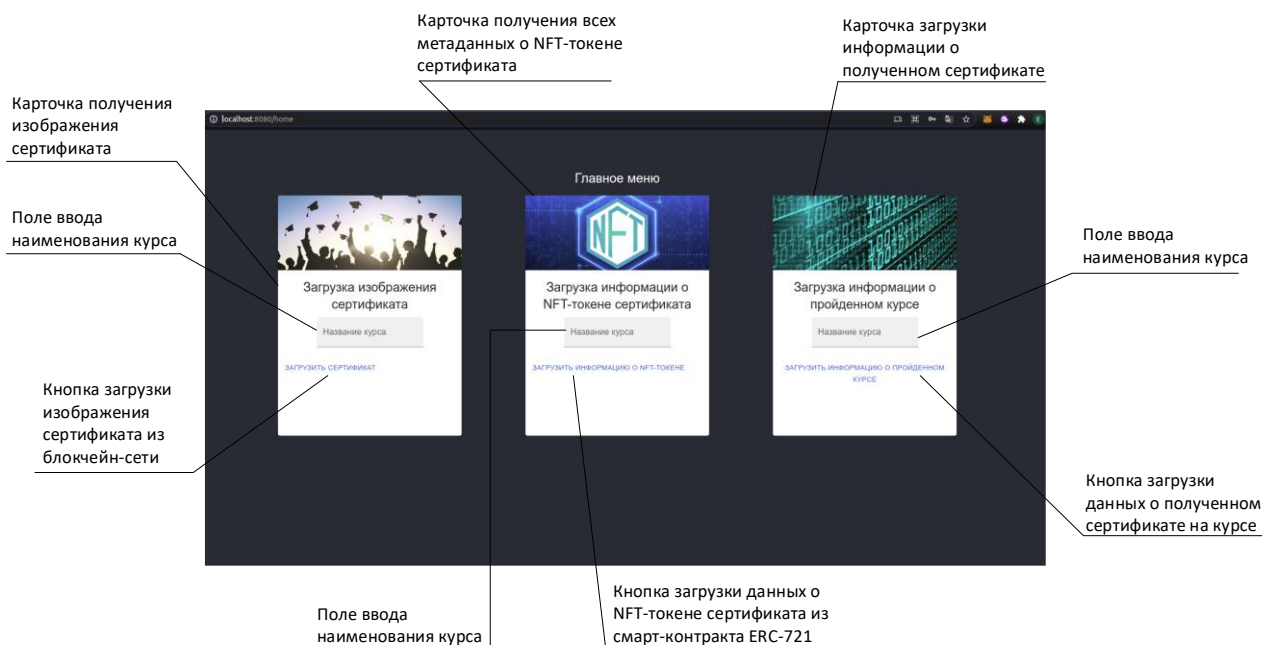 Карточка получения всех
метаданных о NFT-токене
сертификата
Карточка загрузки
информации о
полученном сертификате
Карточка получения
изображения
сертификата
localhost:8080/home
Главное меню
Поле ввода
наименования курса
NFT
Поле ввода
наименования курса
Загрузка изображения
сертификата
Название курса
ЗАГРУЗИТЬ СЕРТИФИКАТ
Загрузка информации о
NFT-токене сертификата
Название курса
ЗАГРУЗИТЬ ИНФОРМАЦИЮ О NFT-ТОКЕНЕ
Загрузка информации о
пройденном курсе
Название курса
ЗАГРУЗИТЬ ИНФОРМАЦИЮ О ПРОЙДЕННОМ
КУРСЕ
Кнопка загрузки
изображения
сертификата из
блокчейн-сети
Кнопка загрузки
данных о полученном
сертификате на курсе
Поле ввода
наименования курса
Кнопка загрузки данных о
NFT-токене сертификата из
смарт-контракта ERC-721